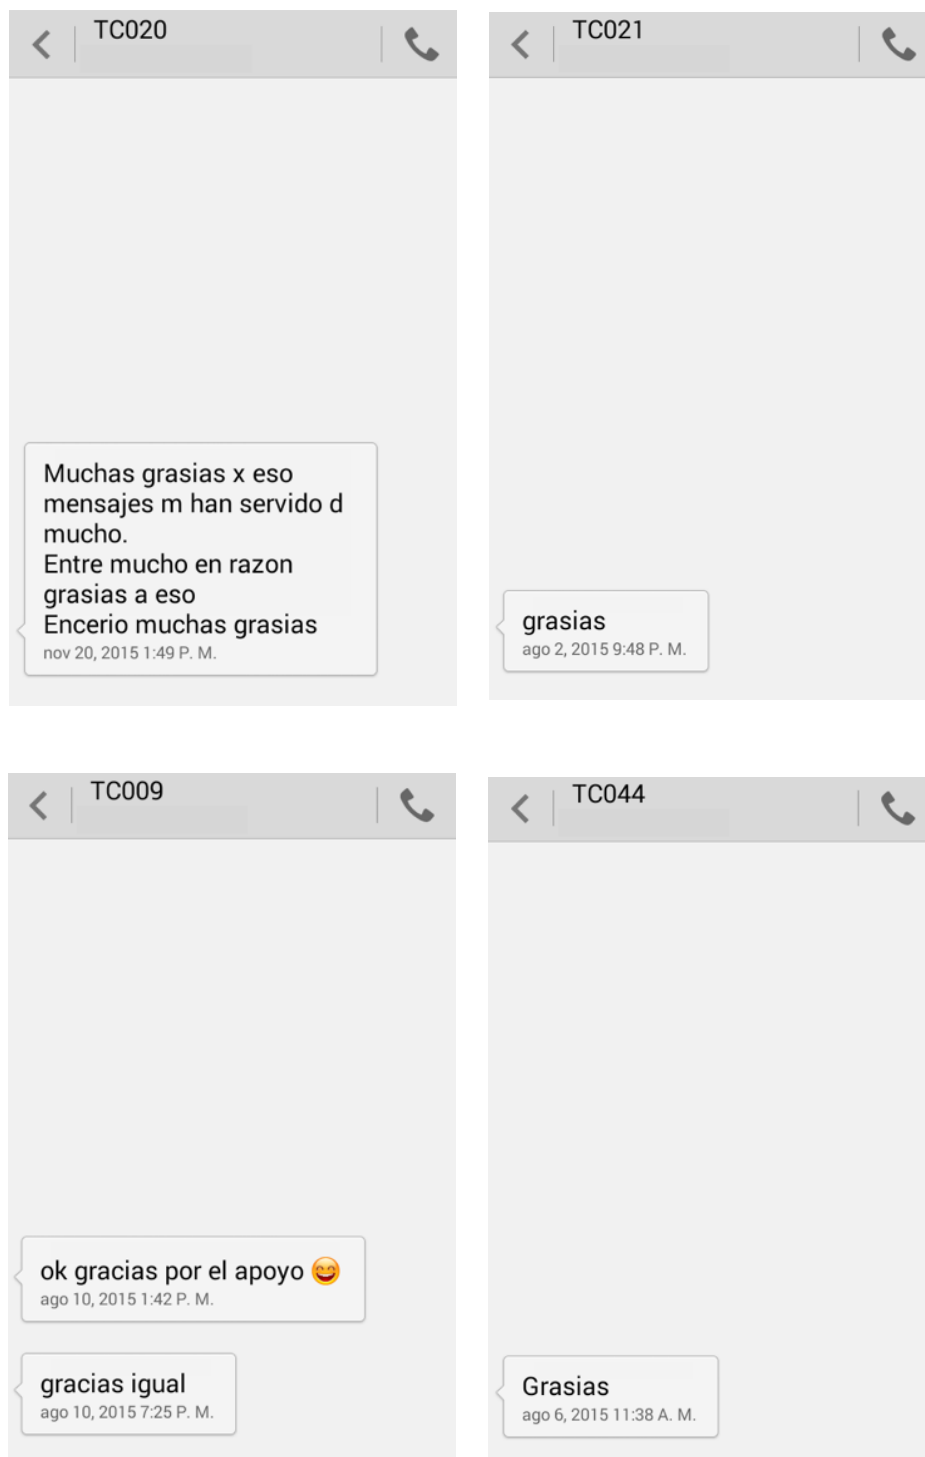 TC020
Muchas grasias x eso
mensajes m han servido d
mucho.
Entre mucho en razon
grasias a eso
Encerio muchas grasias
nov 20, 2015 1:49 P. M.
TC021
grasias
ago 2, 2015 9:48 P. M.
TC009
ok gracias por el apoyo 😄
ago 10, 2015 1:42 P. M.
gracias igual
ago 10, 2015 7:25 P. M.
TC044
Grasias
ago 6, 2015 11:38 A. M.